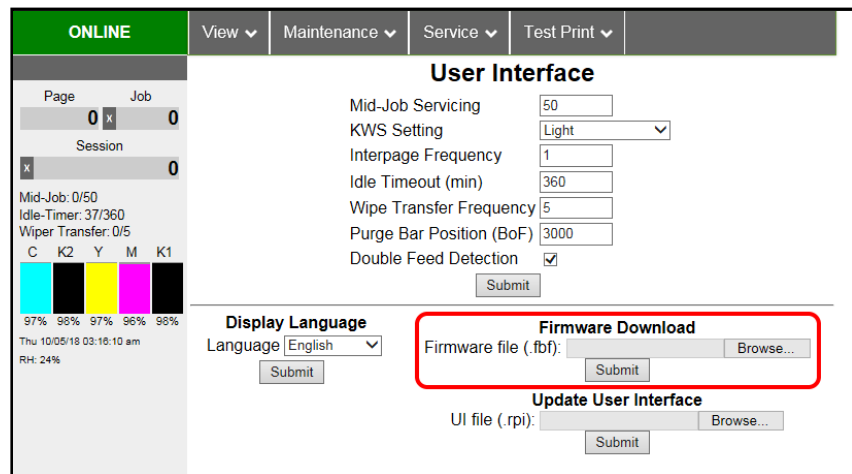 ONLINE
View Maintenance Service Test Print
User Interface
Page Job
0 x 0
Session
x 0
Mid-Job: 0/50
Idle-Timer: 37/360
Wiper Transfer: 0/5
C K2 Y M K1
97% 98% 97% 96% 98%
Thu 10/05/18 03:16:10 am
RH: 24%
Mid-Job Servicing 50
KWS Setting Light
Interpage Frequency 1
Idle Timeout (min) 360
Wipe Transfer Frequency 5
Purge Bar Position (BoF) 3000
Double Feed Detection
Submit
Display Language
Language English
Submit
Firmware Download
Firmware file (.fbf): Browse...
Submit
Update User Interface
UI file (.rpi): Browse...
Submit